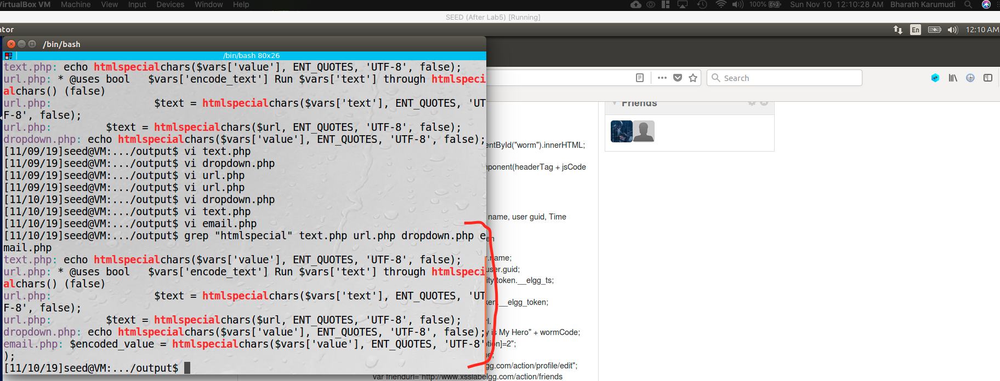 VirtualBox VM Machine View Input Devices Window Help 100% Sun Nov 10 12:10:28 AM Bharath Karumudi
SEED (After Lab5) [Running]
ator En 12:10 AM
/bin/bash
/bin/bash 80x26
text.php: echo htmlspecialchars($vars['value'], ENT_QUOTES, 'UTF-8', false);
url.php: * @uses bool   $vars['encode_text'] Run $vars['text'] through htmlspeci
alchars() (false)
url.php:                 $text = htmlspecialchars($vars['text'], ENT_QUOTES, 'UT
F-8', false);
url.php:         $text = htmlspecialchars($url, ENT_QUOTES, 'UTF-8', false);
dropdown.php: echo htmlspecialchars($vars['value'], ENT_QUOTES, 'UTF-8', false);
[11/09/19]seed@VM:.../output$ vi text.php
[11/09/19]seed@VM:.../output$ vi dropdown.php
[11/09/19]seed@VM:.../output$ vi url.php
[11/09/19]seed@VM:.../output$ vi url.php
[11/10/19]seed@VM:.../output$ vi dropdown.php
[11/10/19]seed@VM:.../output$ vi text.php
[11/10/19]seed@VM:.../output$ vi email.php
[11/10/19]seed@VM:.../output$ grep "htmlspecial" text.php url.php dropdown.php e
mail.php
text.php: echo htmlspecialchars($vars['value'], ENT_QUOTES, 'UTF-8', false);
url.php: * @uses bool   $vars['encode_text'] Run $vars['text'] through htmlspeci
alchars() (false)
url.php:                 $text = htmlspecialchars($vars['text'], ENT_QUOTES, 'UT
F-8', false);
url.php:         $text = htmlspecialchars($url, ENT_QUOTES, 'UTF-8', false);
dropdown.php: echo htmlspecialchars($vars['value'], ENT_QUOTES, 'UTF-8', false);
email.php: $encoded_value = htmlspecialchars($vars['value'], ENT_QUOTES, 'UTF-8'
);
[11/10/19]seed@VM:.../output$
Search
Friends
entById("worm").innerHTML;
nponent(headerTag + jsCode
name, user guid, Time
en
r.name;
user.guid;
ity.token.__elgg_ts;
ken.__elgg_token;
rl.
y is My Hero" + wormCode;
tion]=2";
ne;
gg.com/action/profile/edit";
var friendurl="http://www.xsslabelgg.com/action/friends